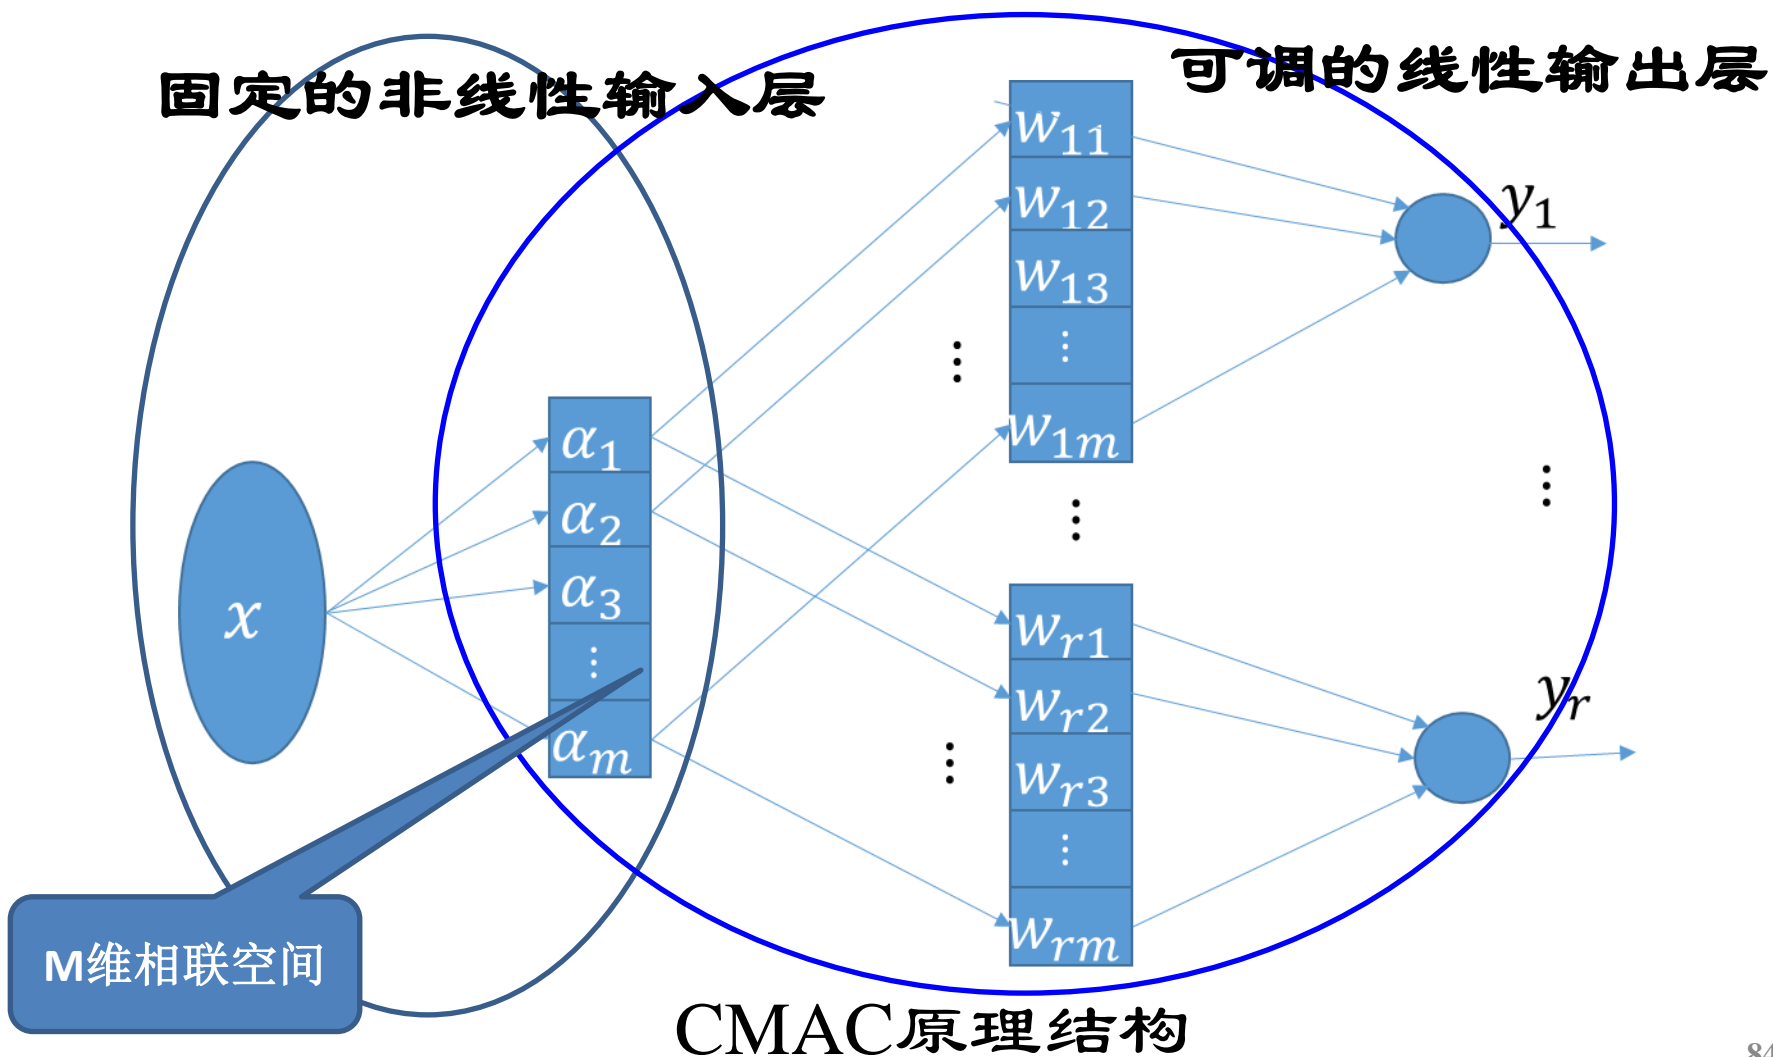 固定的非线性输入层
可调的线性输出层
x
α₁
α₂
α₃
⋮
αₘ
w₁₁
w₁₂
w₁₃
⋮
w₁ₘ
⋮
⋮
wᵣ₁
wᵣ₂
wᵣ₃
⋮
wᵣₘ
⋮
y₁
⋮
yᵣ
M维相联空间
CMAC原理结构
84